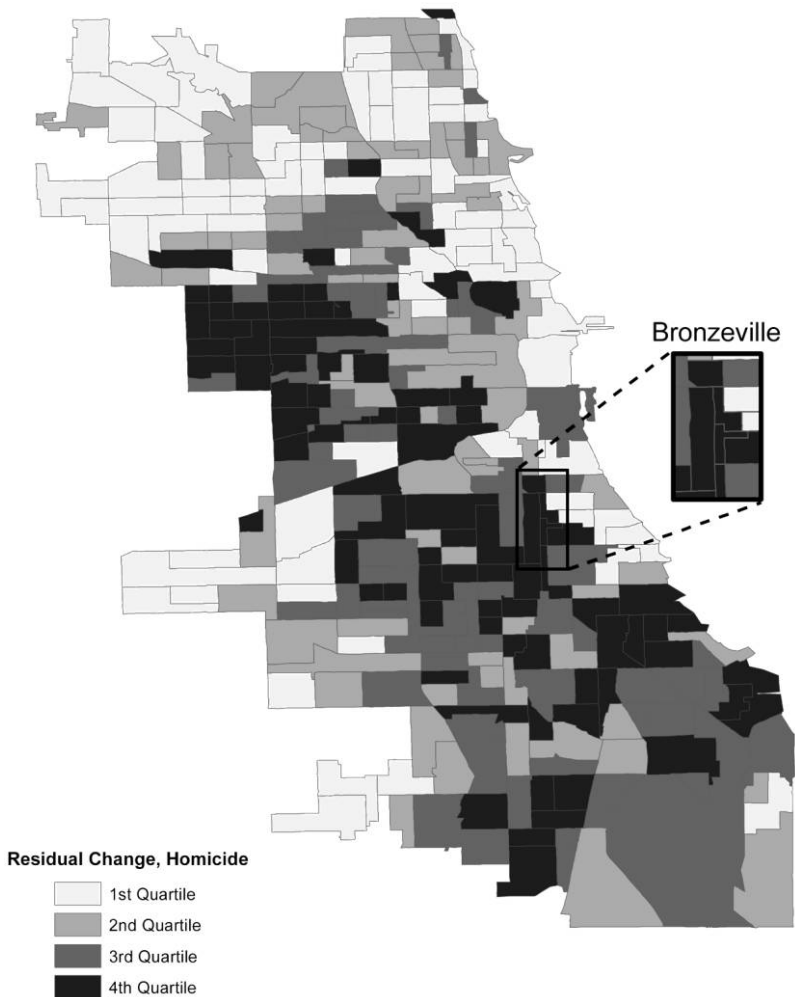 Bronzeville
Residual Change, Homicide
1st Quartile
2nd Quartile
3rd Quartile
4th Quartile